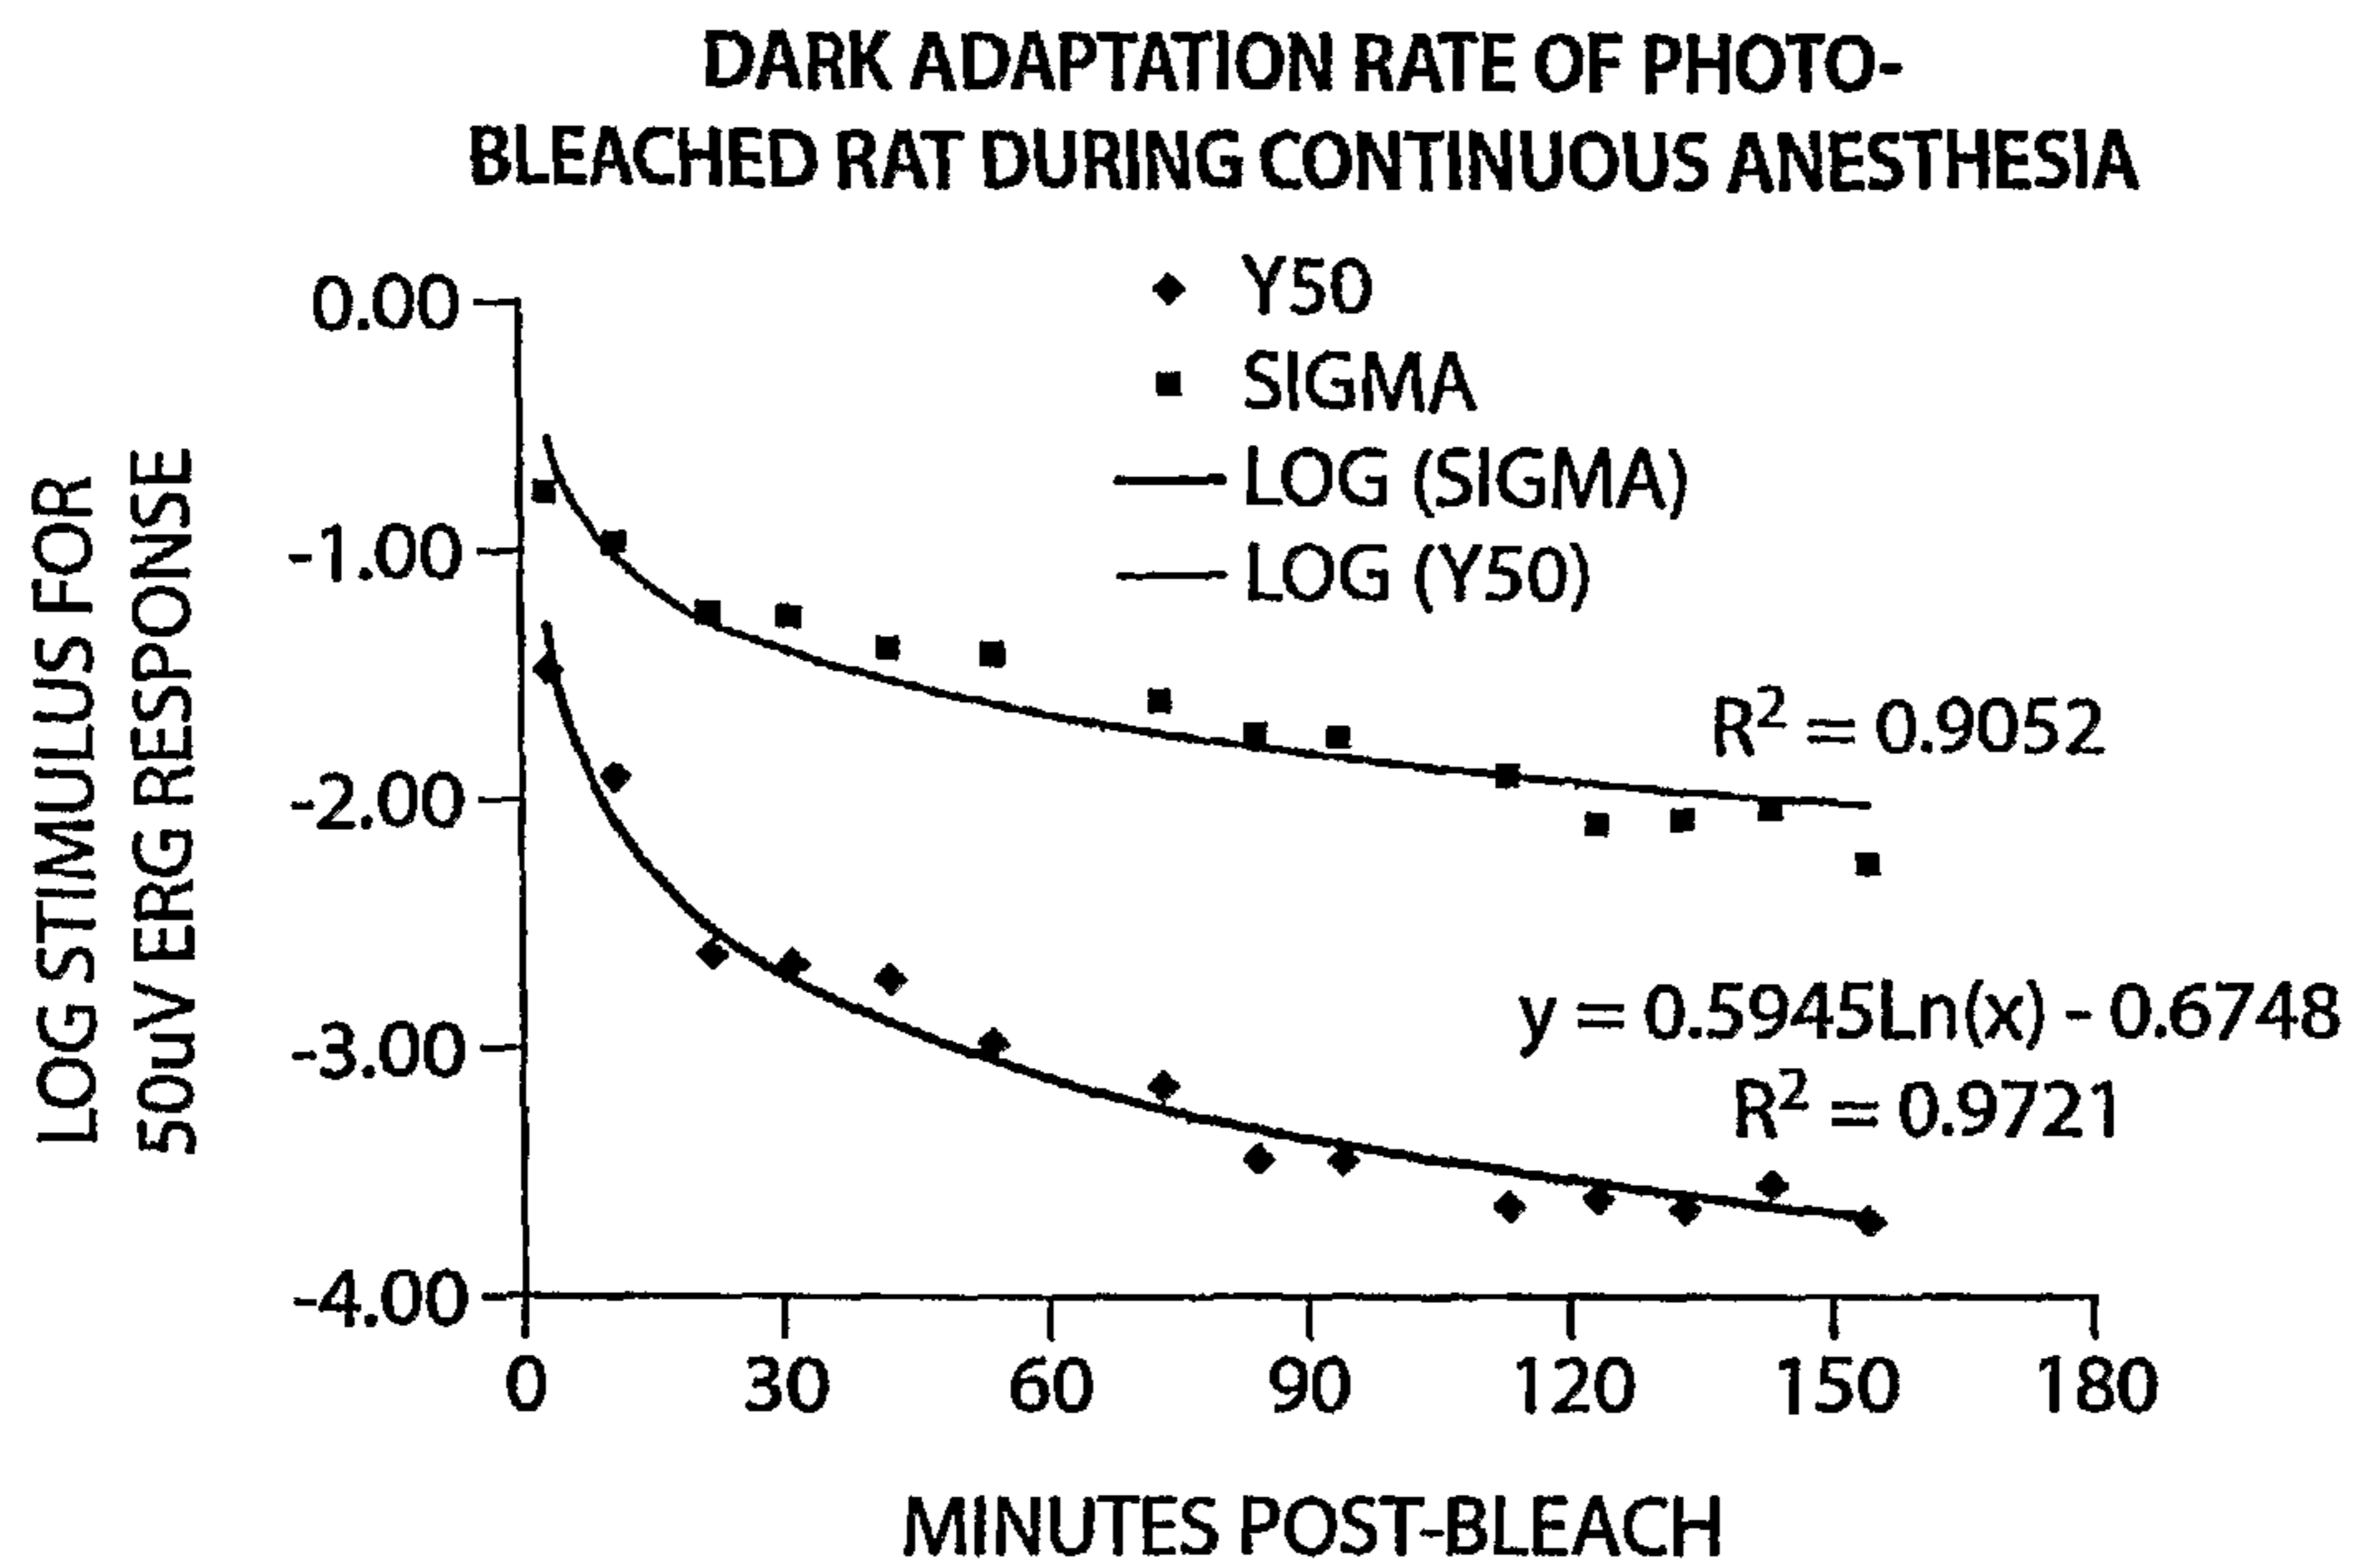 DARK ADAPTATION RATE OF PHOTO-
BLEACHED RAT DURING CONTINUOUS ANESTHESIA
Y50
SIGMA
LOG (SIGMA)
LOG (Y50)
LOG STIMULUS FOR
50uV ERG RESPONSE
0.00
-1.00
-2.00
-3.00
-4.00
R² = 0.9052
y = 0.5945Ln(x) - 0.6748
R² = 0.9721
0 30 60 90 120 150 180
MINUTES POST-BLEACH